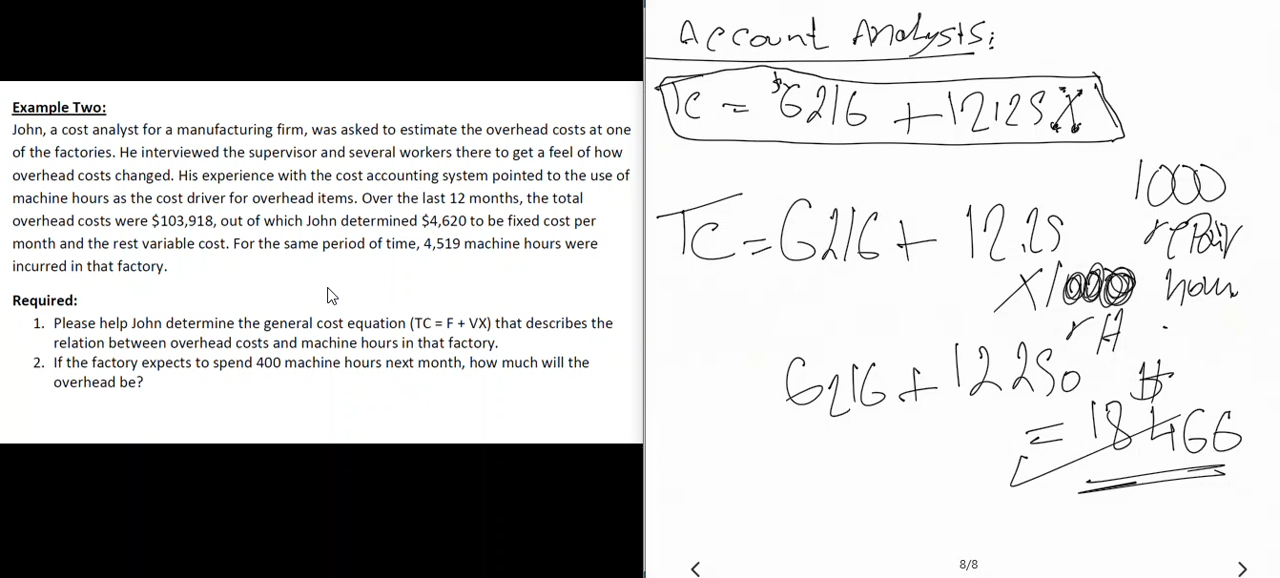 Example Two:
John, a cost analyst for a manufacturing firm, was asked to estimate the overhead costs at one
of the factories. He interviewed the supervisor and several workers there to get a feel of how
overhead costs changed. His experience with the cost accounting system pointed to the use of
machine hours as the cost driver for overhead items. Over the last 12 months, the total
overhead costs were $103,918, out of which John determined $4,620 to be fixed cost per
month and the rest variable cost. For the same period of time, 4,519 machine hours were
incurred in that factory.
Required:
1. Please help John determine the general cost equation (TC = F + VX) that describes the
relation between overhead costs and machine hours in that factory.
2. If the factory expects to spend 400 machine hours next month, how much will the
overhead be?
Account Analysis:
TC = $6216 + 12.25X
1000
repair
hour
TC = 6216 + 12.25
X1000
rH
6216 + 12250
$
= 18466
8/8